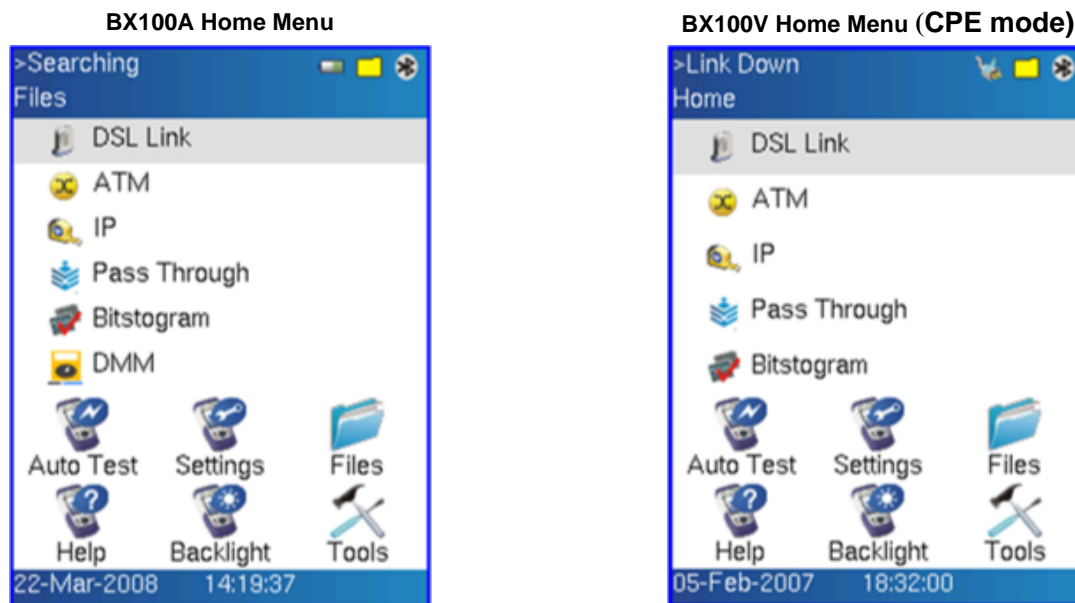 BX100A Home Menu
>Searching
Files
DSL Link
ATM
IP
Pass Through
Bitstogram
DMM
Auto Test Settings Files
Help Backlight Tools
22-Mar-2008 14:19:37
BX100V Home Menu (CPE mode)
>Link Down
Home
DSL Link
ATM
IP
Pass Through
Bitstogram
Auto Test Settings Files
Help Backlight Tools
05-Feb-2007 18:32:00